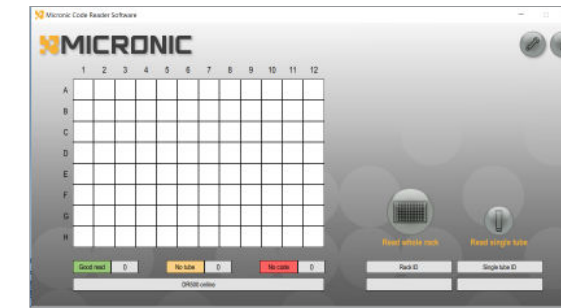 Micronic Code Reader Software
MICRONIC
1 2 3 4 5 6 7 8 9 10 11 12
A
B
C
D
E
F
G
H
Read whole rack Read single tube
Good read 0 No tube 0 No code 0 Rack ID Single tube ID
DR500 online